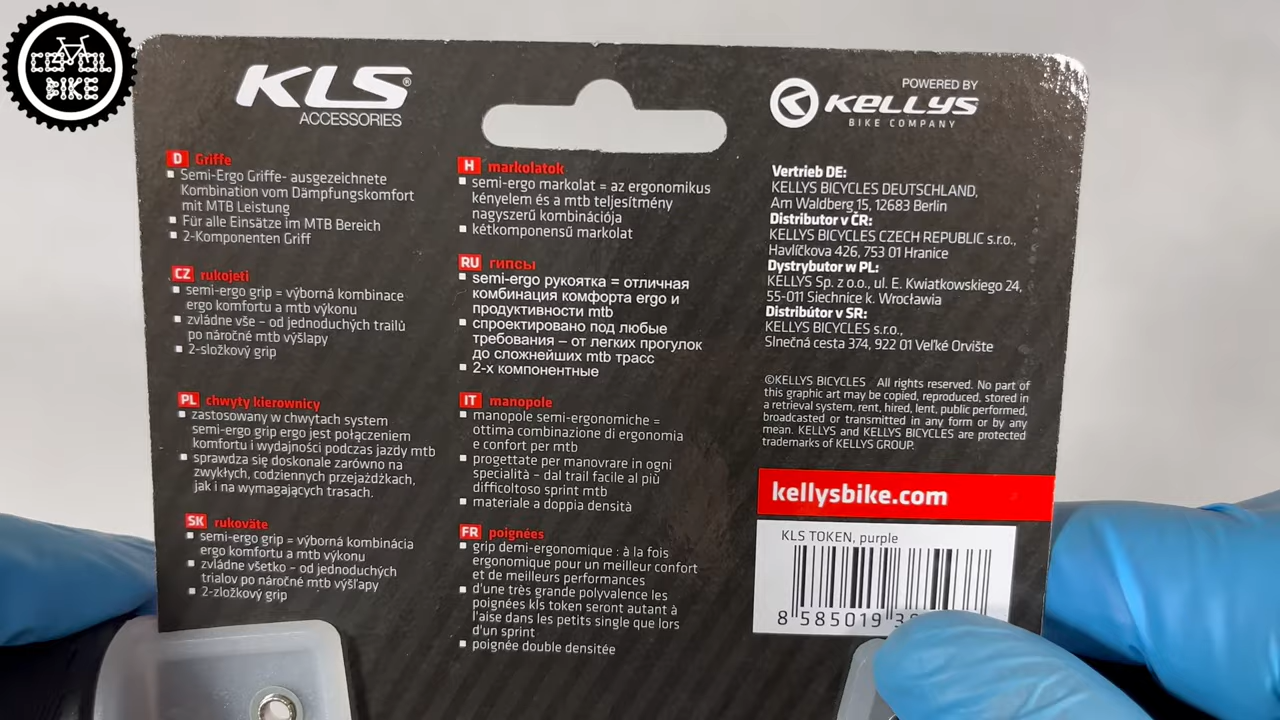 CEPOL
BIKE
KLS®
ACCESSORIES
D Griffe
Semi-Ergo Griffe- ausgezeichnete
Kombination vom Dämpfungskomfort
mit MTB Leistung
Für alle Einsätze im MTB Bereich
2-Komponenten Griff
CZ rukojeti
semi-ergo grip = výborná kombinace
ergo komfortu a mtb výkonu
zvládne vše – od jednoduchých trailů
po náročné mtb výšlapy
2-složkový grip
PL chwyty kierownicy
zastosowany w chwytach system
semi-ergo grip ergo jest połączeniem
komfortu i wydajności podczas jazdy mtb
sprawdza się doskonale zarówno na
zwykłych, codziennych przejażdżkach,
jak i na wymagających trasach.
SK rukoväte
semi-ergo grip = výborná kombinácia
ergo komfortu a mtb výkonu
zvládne všetko – od jednoduchých
trialov po náročné mtb výšľapy
2-zložkový grip
H markolatok
semi-ergo markolat = az ergonomikus
kényelem és a mtb teljesítmény
nagyszerű kombinációja
kétkomponensű markolat
RU гипсы
semi-ergo рукоятка = отличная
комбинация комфорта ergo и
продуктивности mtb
спроектировано под любые
требования – от легких прогулок
до сложнейших mtb трасс
2-х компонентные
IT manopole
manopole semi-ergonomiche =
ottima combinazione di ergonomia
e confort per mtb
progettate per manovrare in ogni
specialità - dal trail facile al più
difficoltoso sprint mtb
materiale a doppia densità
FR poignées
grip demi-ergonomique : à la fois
ergonomique pour un meilleur confort
et de meilleurs performances
d'une très grande polyvalence les
poignées kls token seront autant à
l'aise dans les petits single que lors
d'un sprint
poignée double densitée
POWERED BY
KELLYS
BIKE COMPANY
Vertrieb DE:
KELLYS BICYCLES DEUTSCHLAND,
Am Waldberg 15, 12683 Berlin
Distributor v ČR:
KELLYS BICYCLES CZECH REPUBLIC s.r.o.,
Havlíčkova 426, 753 01 Hranice
Dystrybutor w PL:
KELLYS Sp. z o.o., ul. E. Kwiatkowskiego 24,
55-011 Siechnice k. Wrocławia
Distribútor v SR:
KELLYS BICYCLES s.r.o.,
Slnečná cesta 374, 922 01 Veľké Orvište
©KELLYS BICYCLES All rights reserved. No part of
this graphic art may be copied, reproduced, stored in
a retrieval system, rent, hired, lent, public performed,
broadcasted or transmitted in any form or by any
mean. KELLYS and KELLYS BICYCLES are protected
trademarks of KELLYS GROUP.
kellysbike.com
KLS TOKEN, purple
8 585019